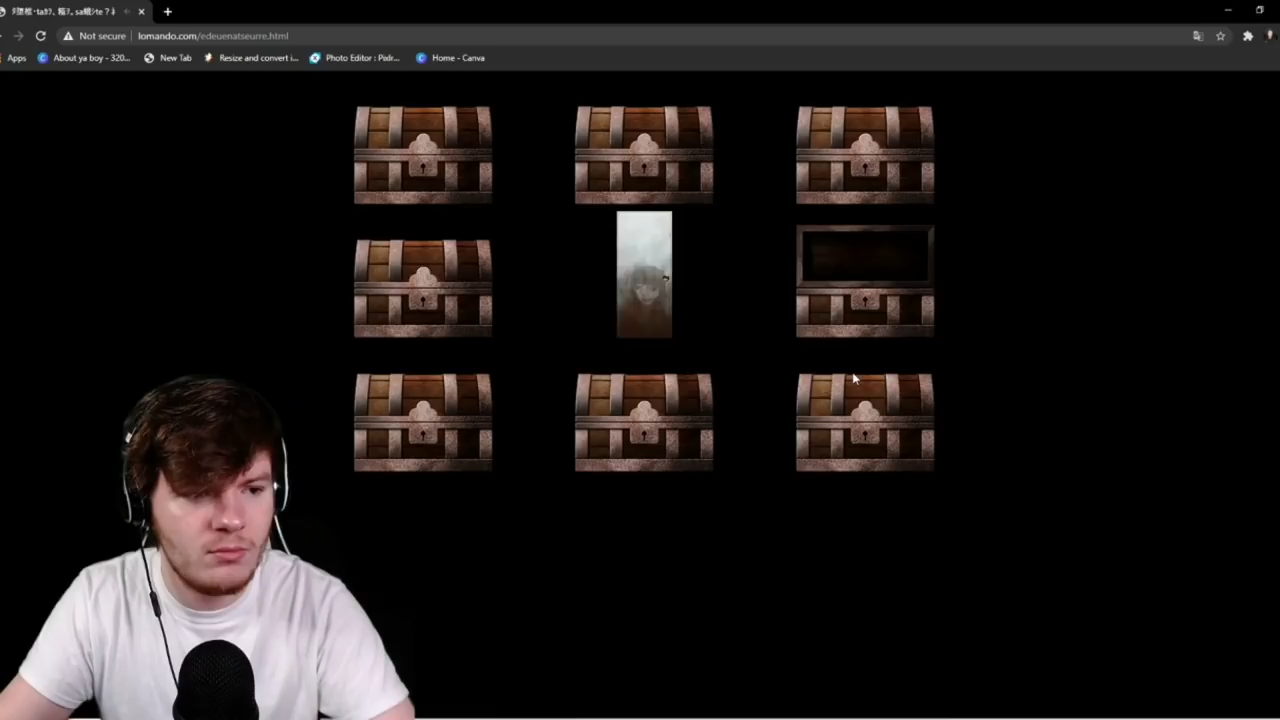 Not secure
lomando.com/edeuenatseurre.html
Apps
About ya boy - 320...
New Tab
Resize and convert i...
Photo Editor : Pixlr...
Home - Canva